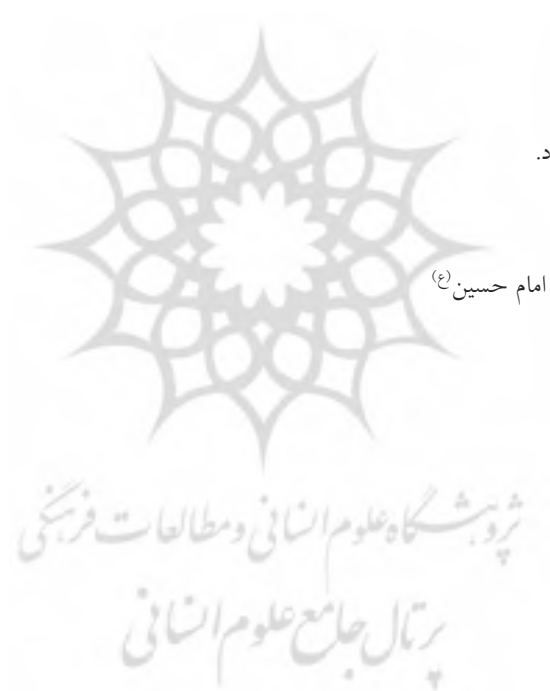 د.
امام حسین(ع)
پژوهشگاه علوم انسانی و مطالعات فرهنگی
پرتال جامع علوم انسانی